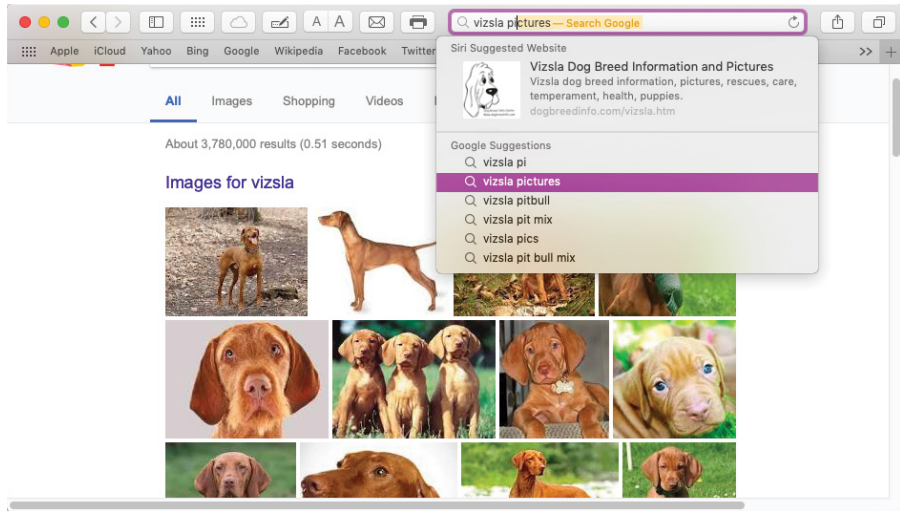 A A
vizsla pictures — Search Google
Apple iCloud Yahoo Bing Google Wikipedia Facebook Twitter >> +
Siri Suggested Website
Vizsla Dog Breed Information and Pictures
Vizsla dog breed information, pictures, rescues, care,
temperament, health, puppies.
dogbreedinfo.com/vizsla.htm
Google Suggestions
vizsla pi
vizsla pictures
vizsla pitbull
vizsla pit mix
vizsla pics
vizsla pit bull mix
All Images Shopping Videos
About 3,780,000 results (0.51 seconds)
Images for vizsla